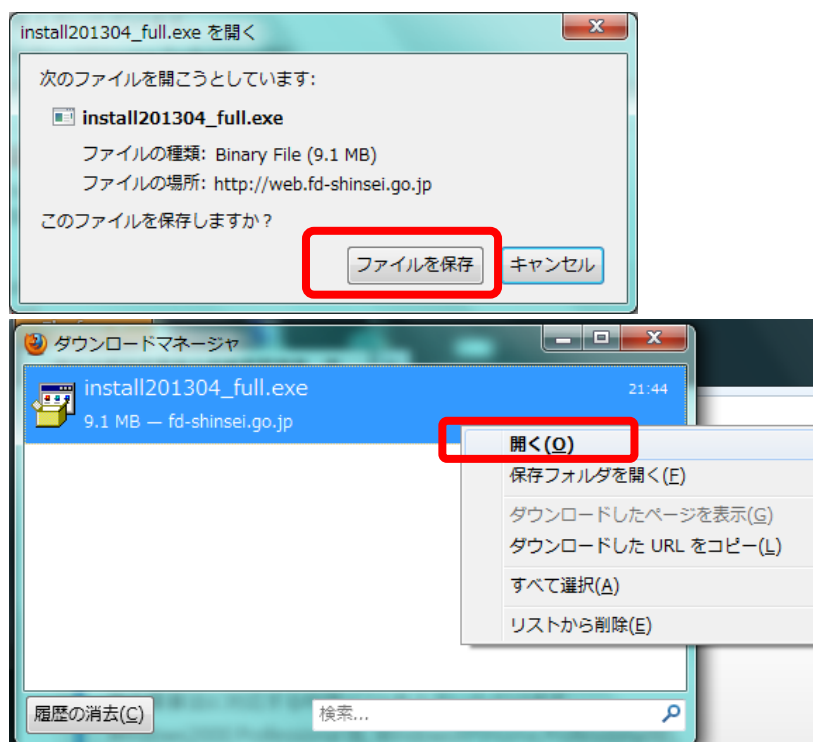 install201304_full.exe を開く
次のファイルを開こうとしています:
install201304_full.exe
ファイルの種類: Binary File (9.1 MB)
ファイルの場所: http://web.fd-shinsei.go.jp
このファイルを保存しますか?
ファイルを保存 キャンセル
ダウンロードマネージャ
install201304_full.exe 21:44
9.1 MB — fd-shinsei.go.jp
開く(O)
保存フォルダを開く(F)
ダウンロードしたページを表示(G)
ダウンロードした URL をコピー(L)
すべて選択(A)
リストから削除(E)
履歴の消去(C) 検索...